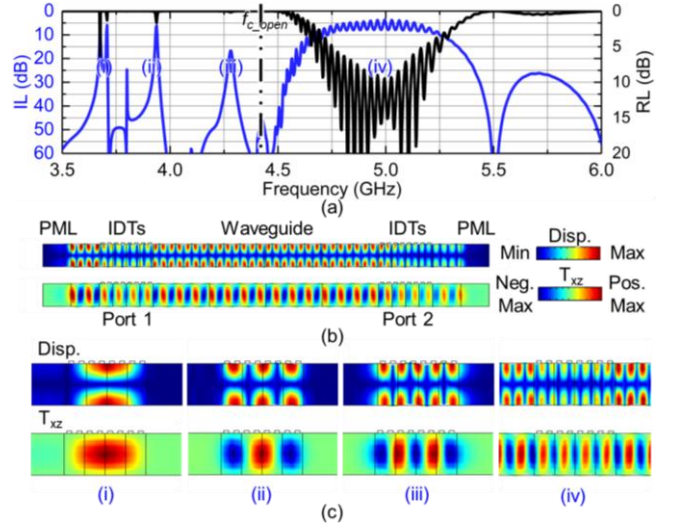 f_c_open
0
10
20
30
40
50
60
IL (dB)
(i)
(ii)
(iii)
(iv)
0
5
10
15
20
RL (dB)
3.5 4.0 4.5 5.0 5.5 6.0
Frequency (GHz)
(a)
PML IDTs Waveguide IDTs PML
Disp.
Min Max
Neg. Max T_xz Pos. Max
Port 1 Port 2
(b)
Disp.
T_xz
(i) (ii) (iii) (iv)
(c)